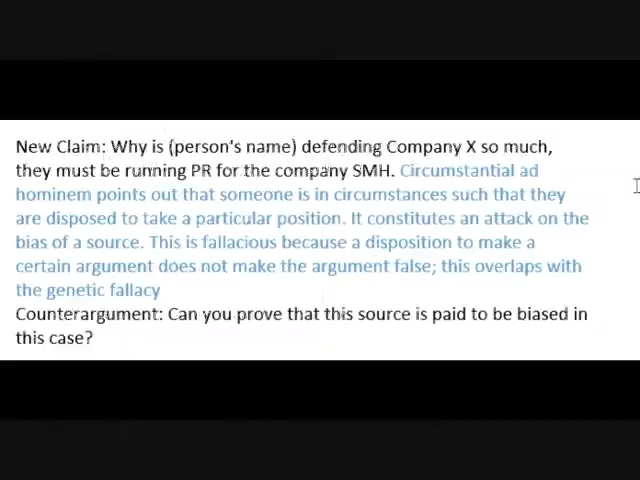 New Claim: Why is (person's name) defending Company X so much,
they must be running PR for the company SMH. Circumstantial ad
hominem points out that someone is in circumstances such that they
are disposed to take a particular position. It constitutes an attack on the
bias of a source. This is fallacious because a disposition to make a
certain argument does not make the argument false; this overlaps with
the genetic fallacy
Counterargument: Can you prove that this source is paid to be biased in
this case?